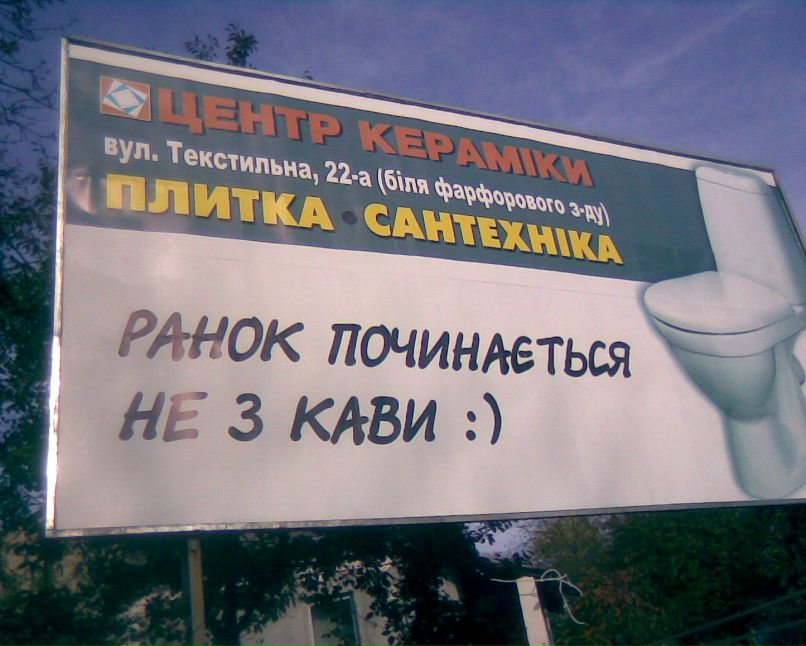 ЦЕНТР КЕРАМІКИ
вул. Текстильна, 22-а (біля фарфорового з-ду)
ПЛИТКА • САНТЕХНІКА
РАНОК ПОЧИНАЄТЬСЯ
НЕ З КАВИ :)